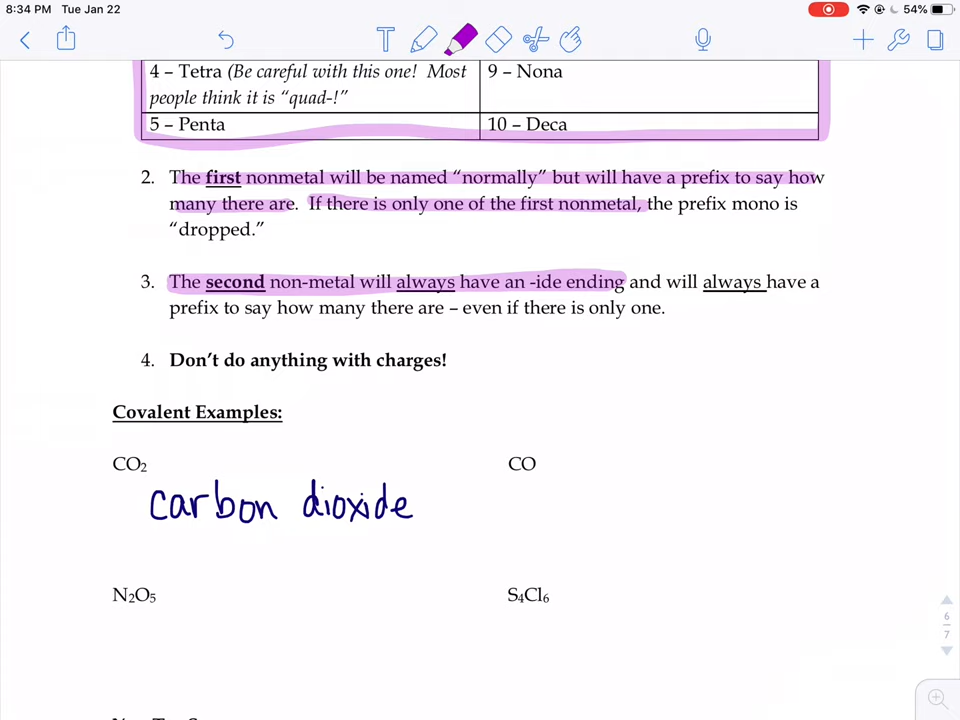 8:34 PM Tue Jan 22 54%
T
4 – Tetra (Be careful with this one! Most 9 – Nona
people think it is “quad-!”
5 – Penta 10 – Deca
2. The first nonmetal will be named “normally” but will have a prefix to say how
many there are. If there is only one of the first nonmetal, the prefix mono is
“dropped.”
3. The second non-metal will always have an -ide ending and will always have a
prefix to say how many there are – even if there is only one.
4. Don’t do anything with charges!
Covalent Examples:
CO₂ CO
carbon dioxide
N₂O₅ S₄Cl₆
6
7